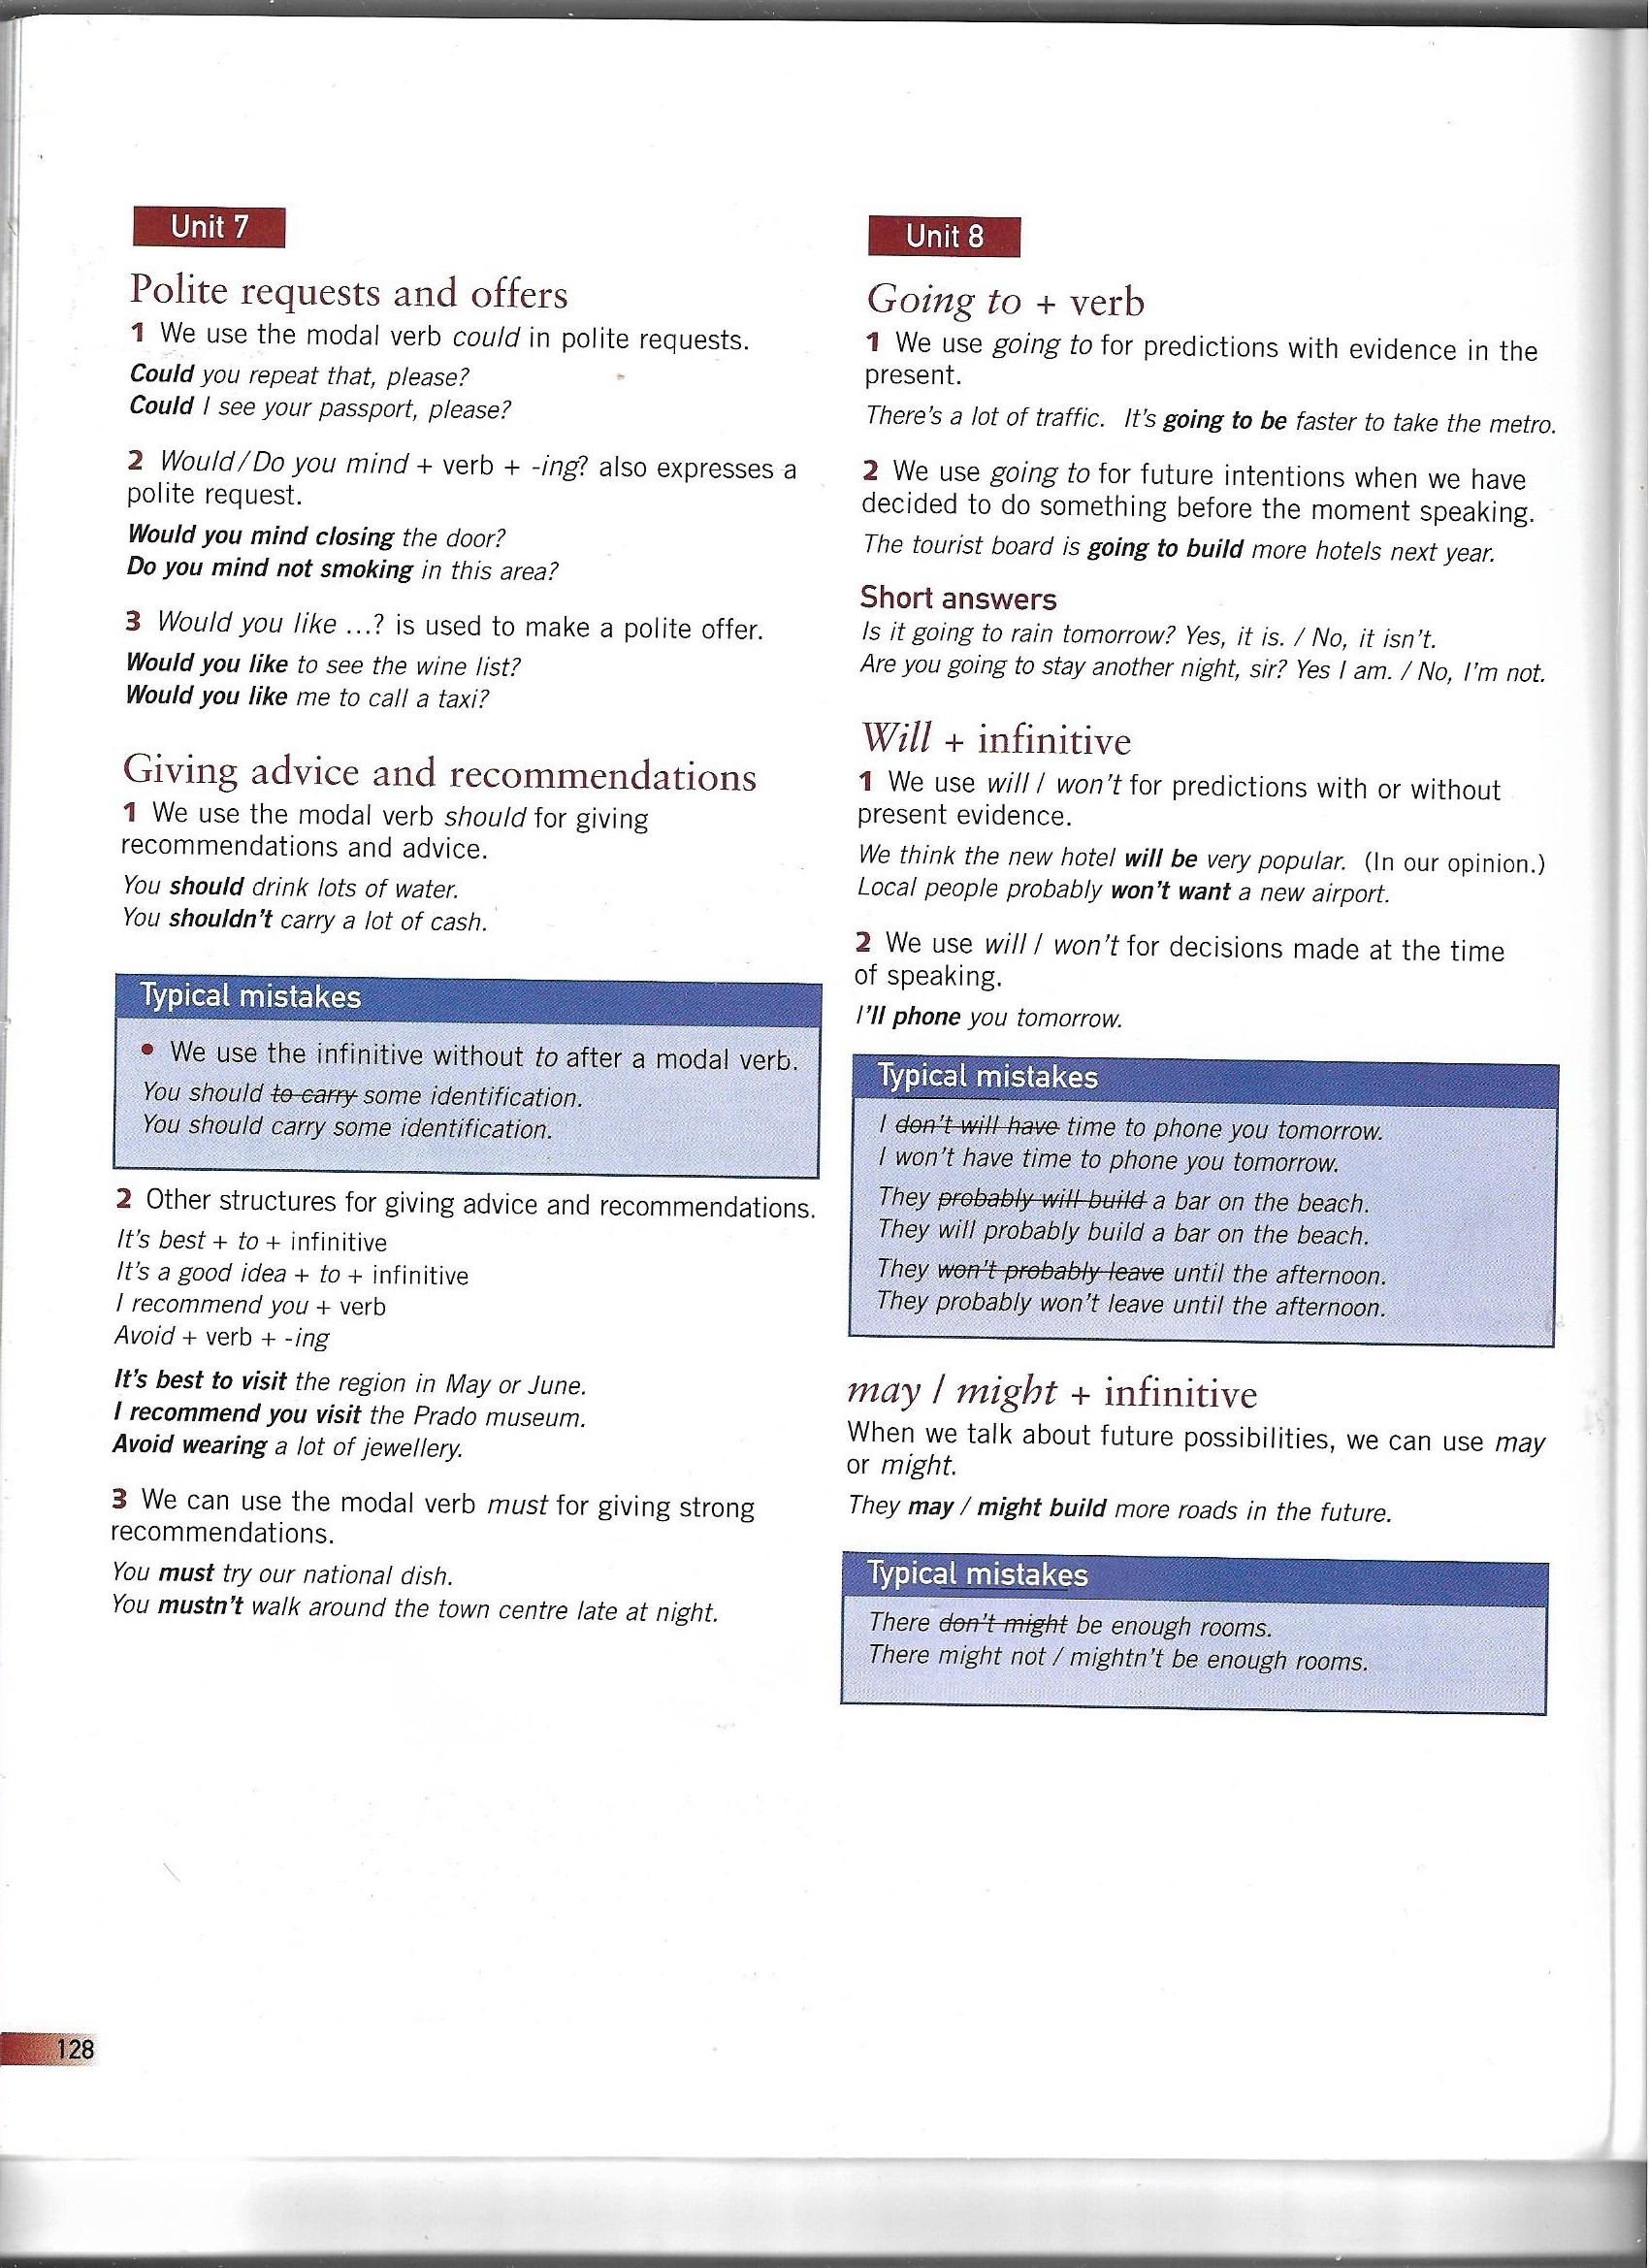 Unit 7
Polite requests and offers
1 We use the modal verb could in polite requests.
Could you repeat that, please?
Could I see your passport, please?
2 Would/Do you mind + verb + -ing? also expresses a
polite request.
Would you mind closing the door?
Do you mind not smoking in this area?
3 Would you like ...? is used to make a polite offer.
Would you like to see the wine list?
Would you like me to call a taxi?
Giving advice and recommendations
1 We use the modal verb should for giving
recommendations and advice.
You should drink lots of water.
You shouldn't carry a lot of cash.
Typical mistakes
• We use the infinitive without to after a modal verb.
You should to carry some identification.
You should carry some identification.
2 Other structures for giving advice and recommendations.
It's best + to + infinitive
It's a good idea + to + infinitive
I recommend you + verb
Avoid + verb + -ing
It's best to visit the region in May or June.
I recommend you visit the Prado museum.
Avoid wearing a lot of jewellery.
3 We can use the modal verb must for giving strong
recommendations.
You must try our national dish.
You mustn't walk around the town centre late at night.
Unit 8
Going to + verb
1 We use going to for predictions with evidence in the
present.
There's a lot of traffic. It's going to be faster to take the metro.
2 We use going to for future intentions when we have
decided to do something before the moment speaking.
The tourist board is going to build more hotels next year.
Short answers
Is it going to rain tomorrow? Yes, it is. / No, it isn't.
Are you going to stay another night, sir? Yes I am. / No, I'm not.
Will + infinitive
1 We use will / won't for predictions with or without
present evidence.
We think the new hotel will be very popular. (In our opinion.)
Local people probably won't want a new airport.
2 We use will / won't for decisions made at the time
of speaking.
I'll phone you tomorrow.
Typical mistakes
I don't will have time to phone you tomorrow.
I won't have time to phone you tomorrow.
They probably will build a bar on the beach.
They will probably build a bar on the beach.
They won't probably leave until the afternoon.
They probably won't leave until the afternoon.
may / might + infinitive
When we talk about future possibilities, we can use may
or might.
They may / might build more roads in the future.
Typical mistakes
There don't might be enough rooms.
There might not / mightn't be enough rooms.
128